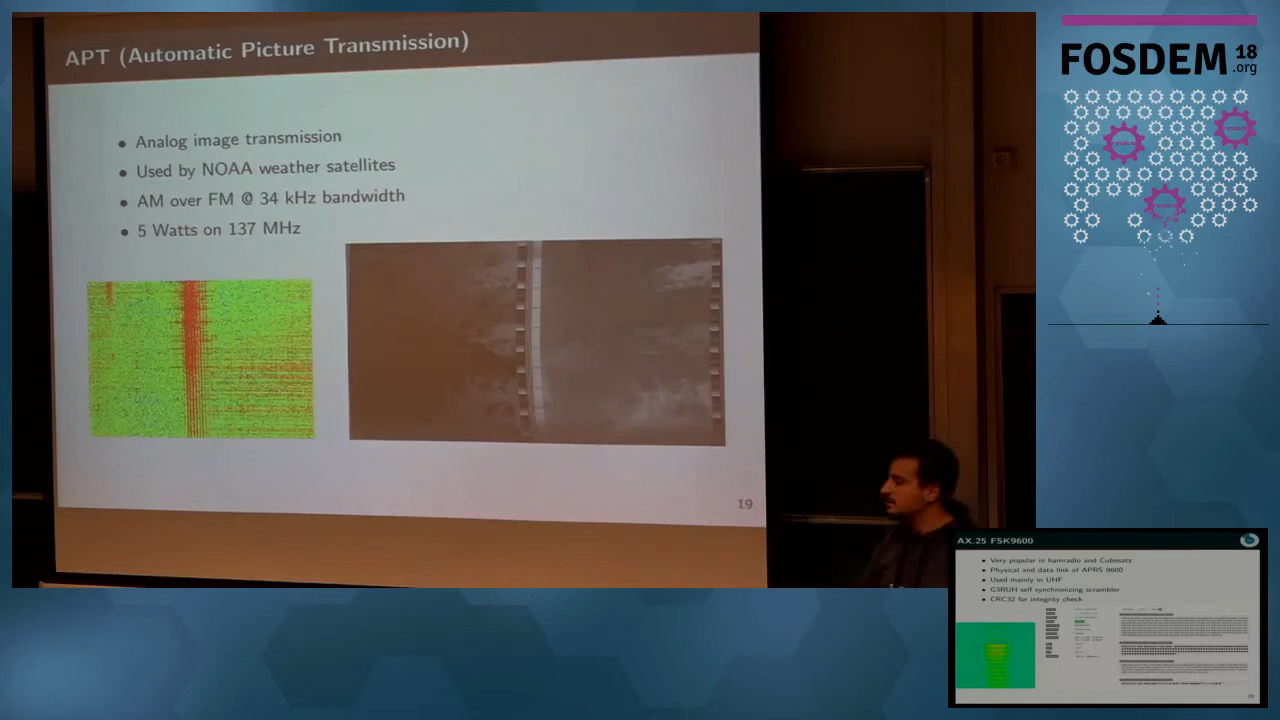 APT (Automatic Picture Transmission)
Analog image transmission
Used by NOAA weather satellites
AM over FM @ 34 kHz bandwidth
5 Watts on 137 MHz
19
FOSDEM 18
.org
AX.25 FSK9600
Very popular in hamradio and Cubesats
Physical and data link of APRS 9600
Used mainly in UHF
G3RUH self synchronizing scrambler
CRC32 for integrity check
20